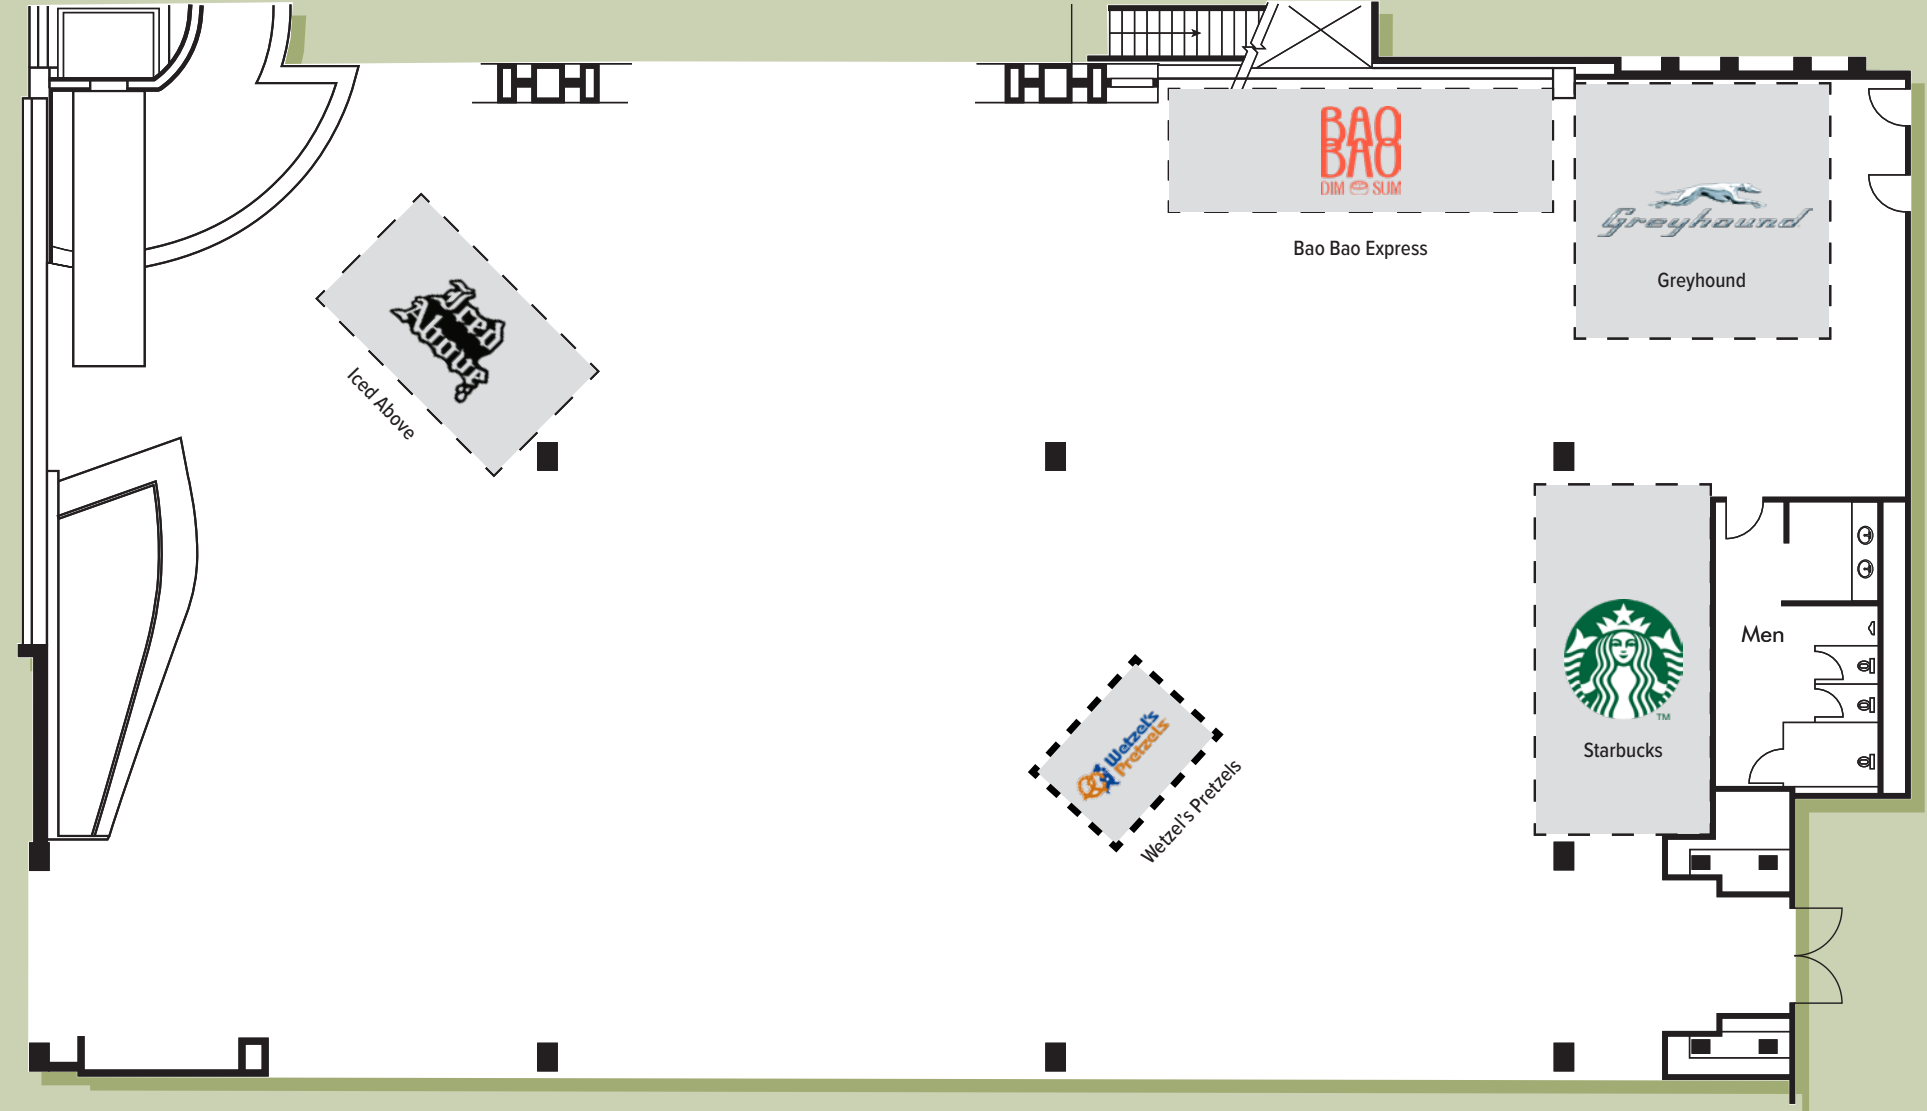 BAO
BAO
DIM SUM
Bao Bao Express
Greyhound
Greyhound
Iced
Above
Iced Above
Men
TM
Starbucks
Wetzel's
Pretzels
Wetzel's Pretzels